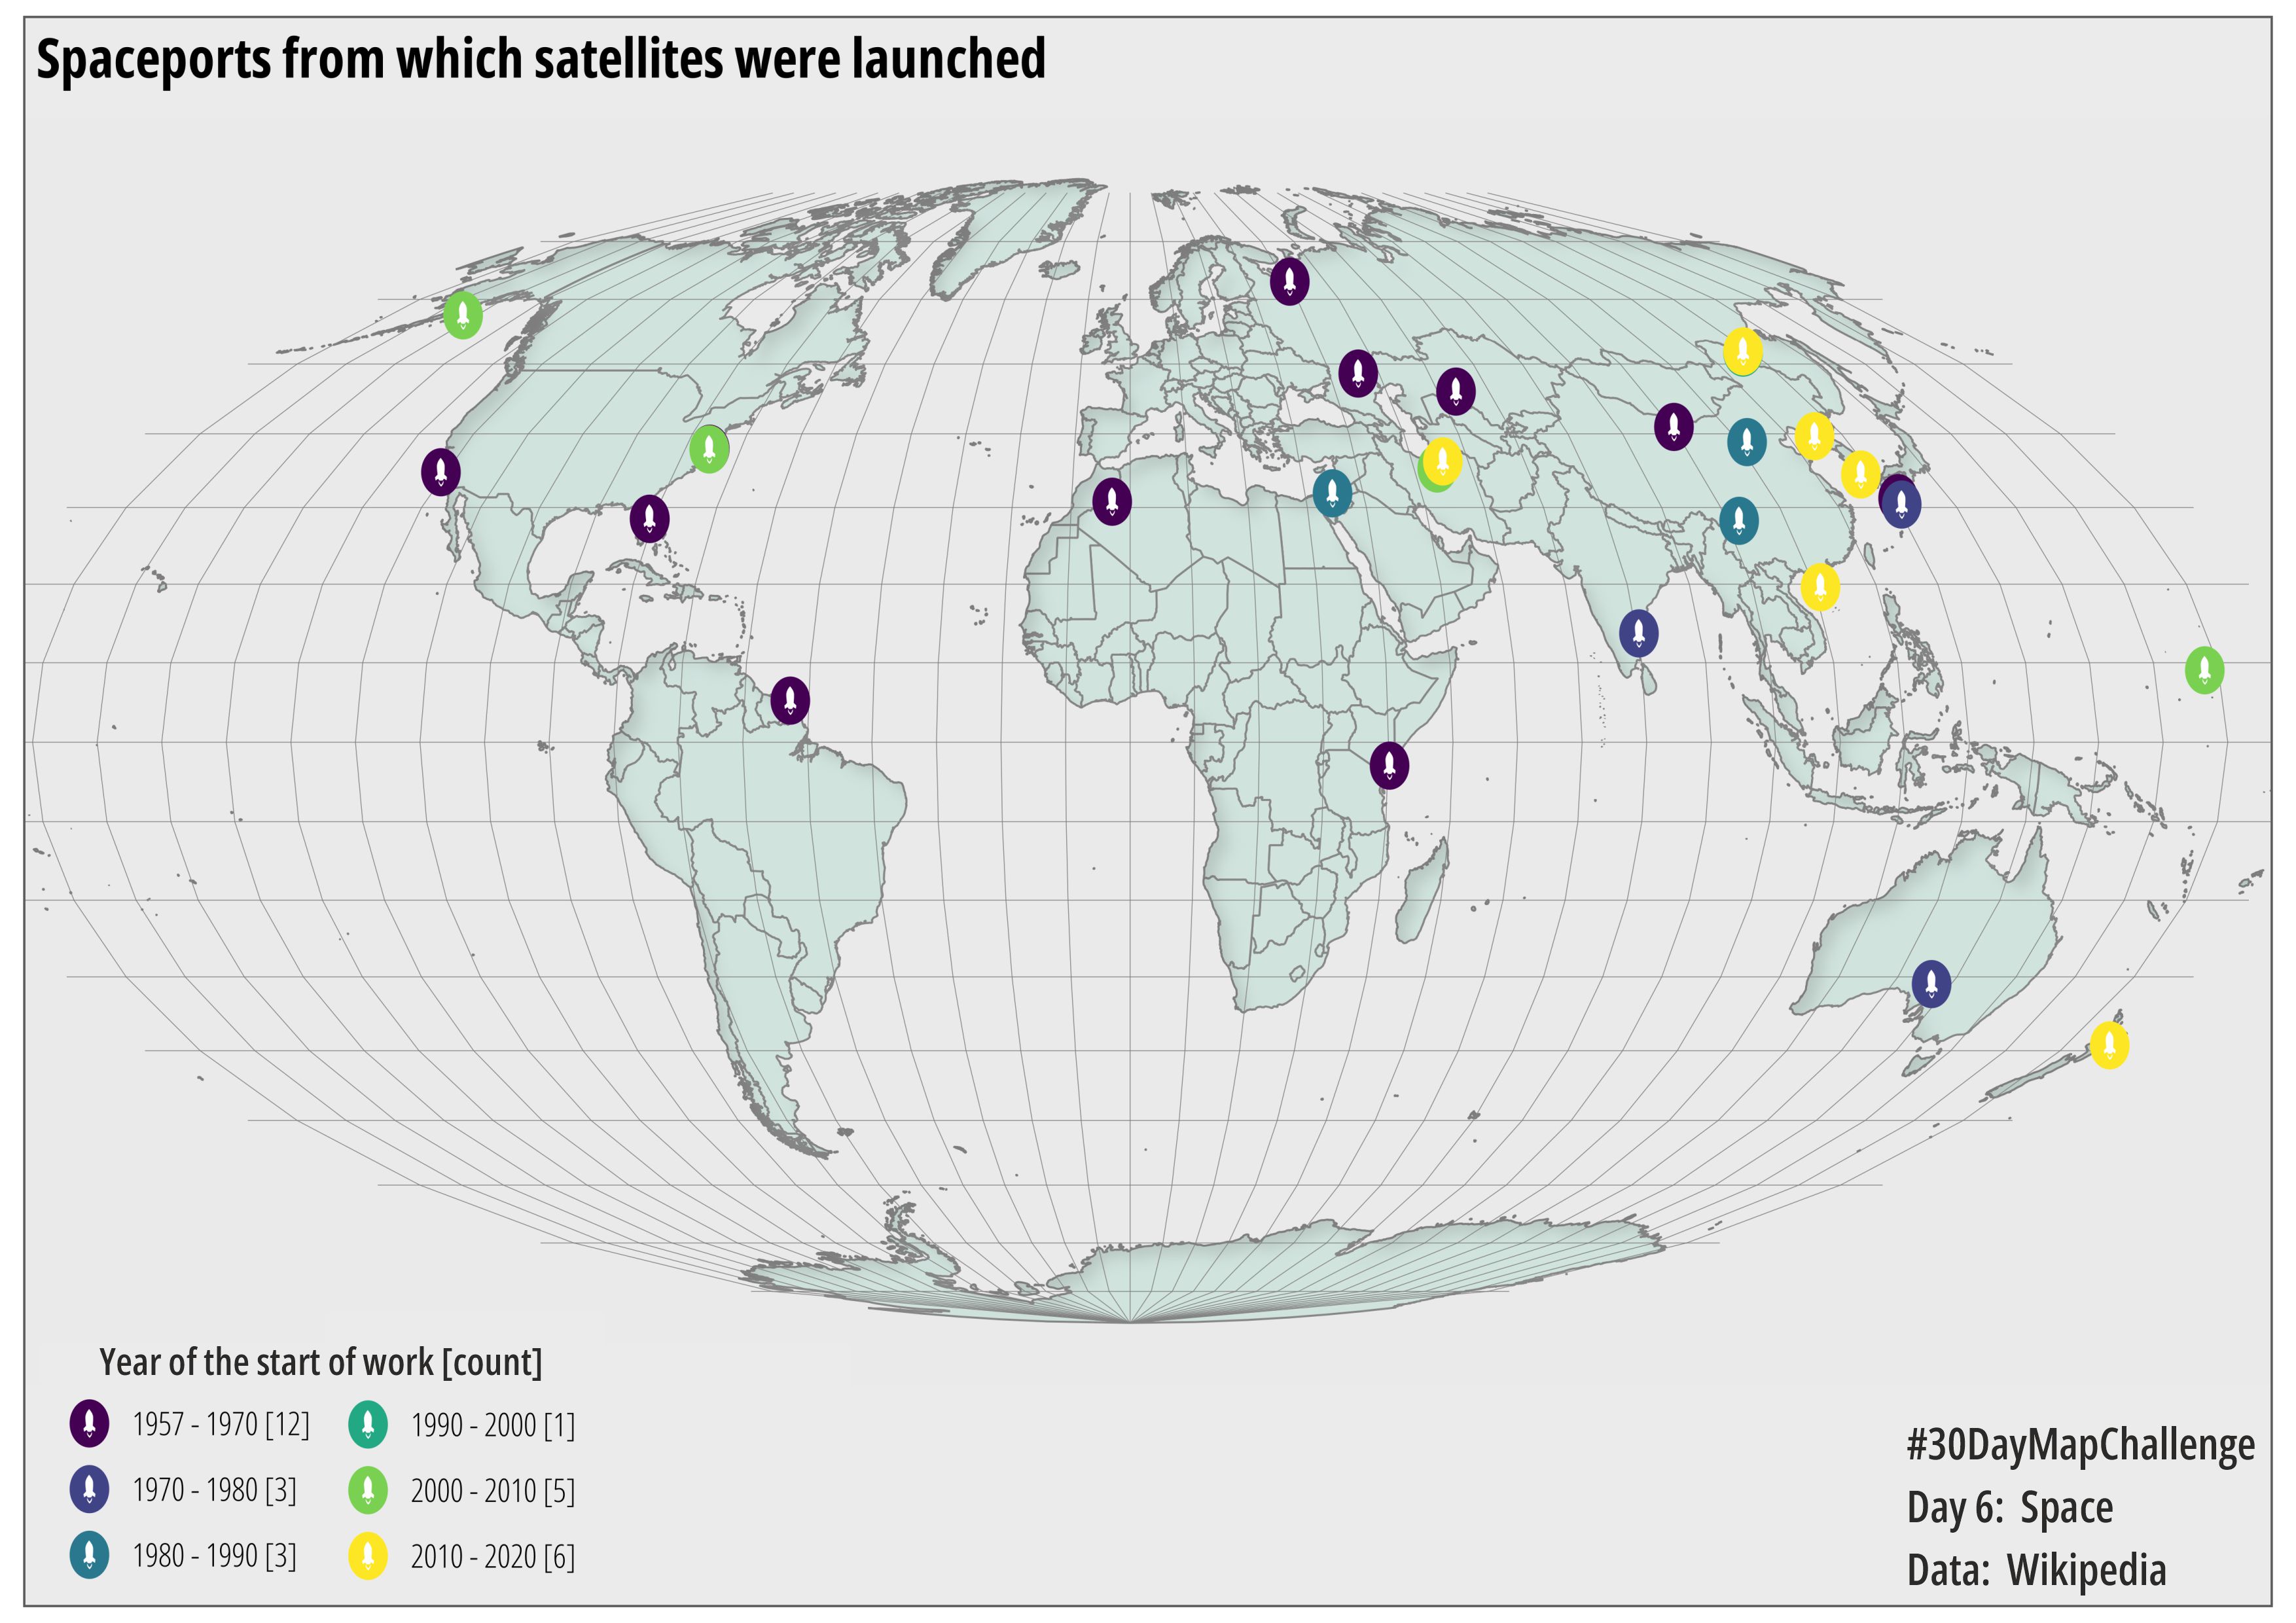 Spaceports from which satellites were launched
Year of the start of work [count]
1957 - 1970 [12]
1970 - 1980 [3]
1980 - 1990 [3]
1990 - 2000 [1]
2000 - 2010 [5]
2010 - 2020 [6]
#30DayMapChallenge
Day 6: Space
Data: Wikipedia